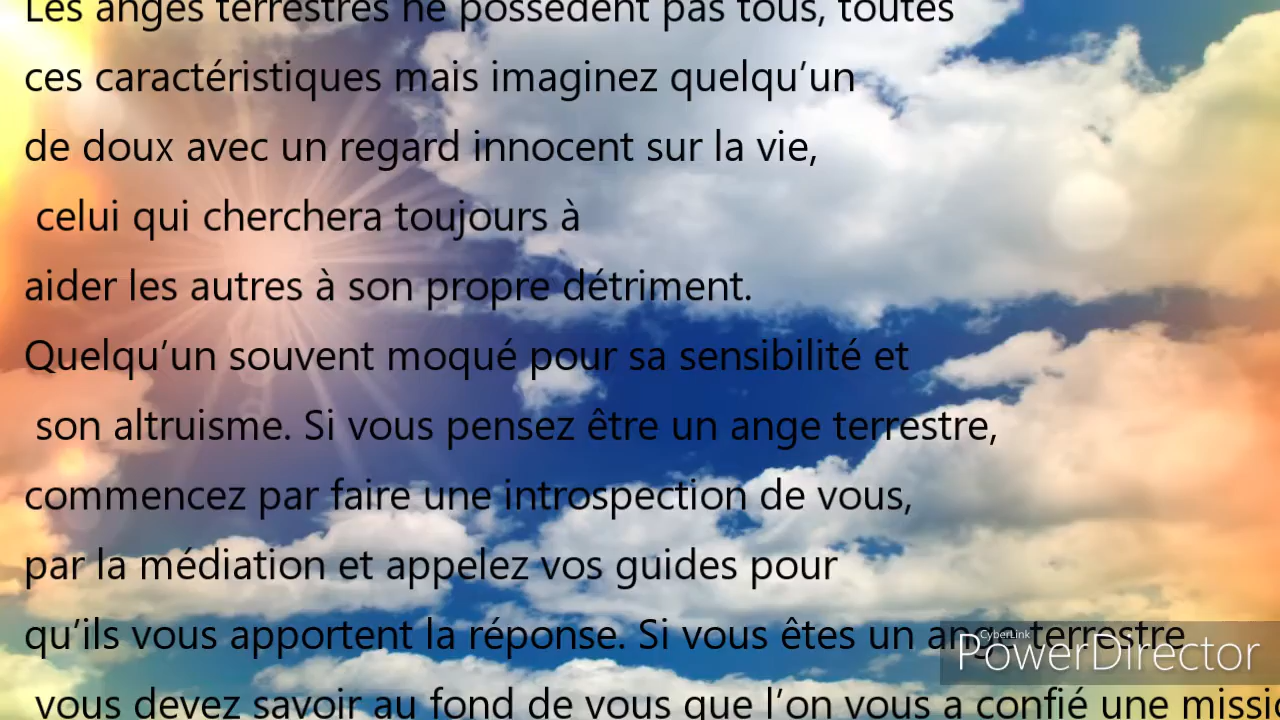 Les anges terrestres ne possèdent pas tous, toutes
ces caractéristiques mais imaginez quelqu’un
de doux avec un regard innocent sur la vie,
celui qui cherchera toujours à
aider les autres à son propre détriment.
Quelqu’un souvent moqué pour sa sensibilité et
son altruisme. Si vous pensez être un ange terrestre,
commencez par faire une introspection de vous,
par la médiation et appelez vos guides pour
qu’ils vous apportent la réponse. Si vous êtes un ange terrestre
vous devez savoir au fond de vous que l’on vous a confié une
CyberLink
PowerDirector